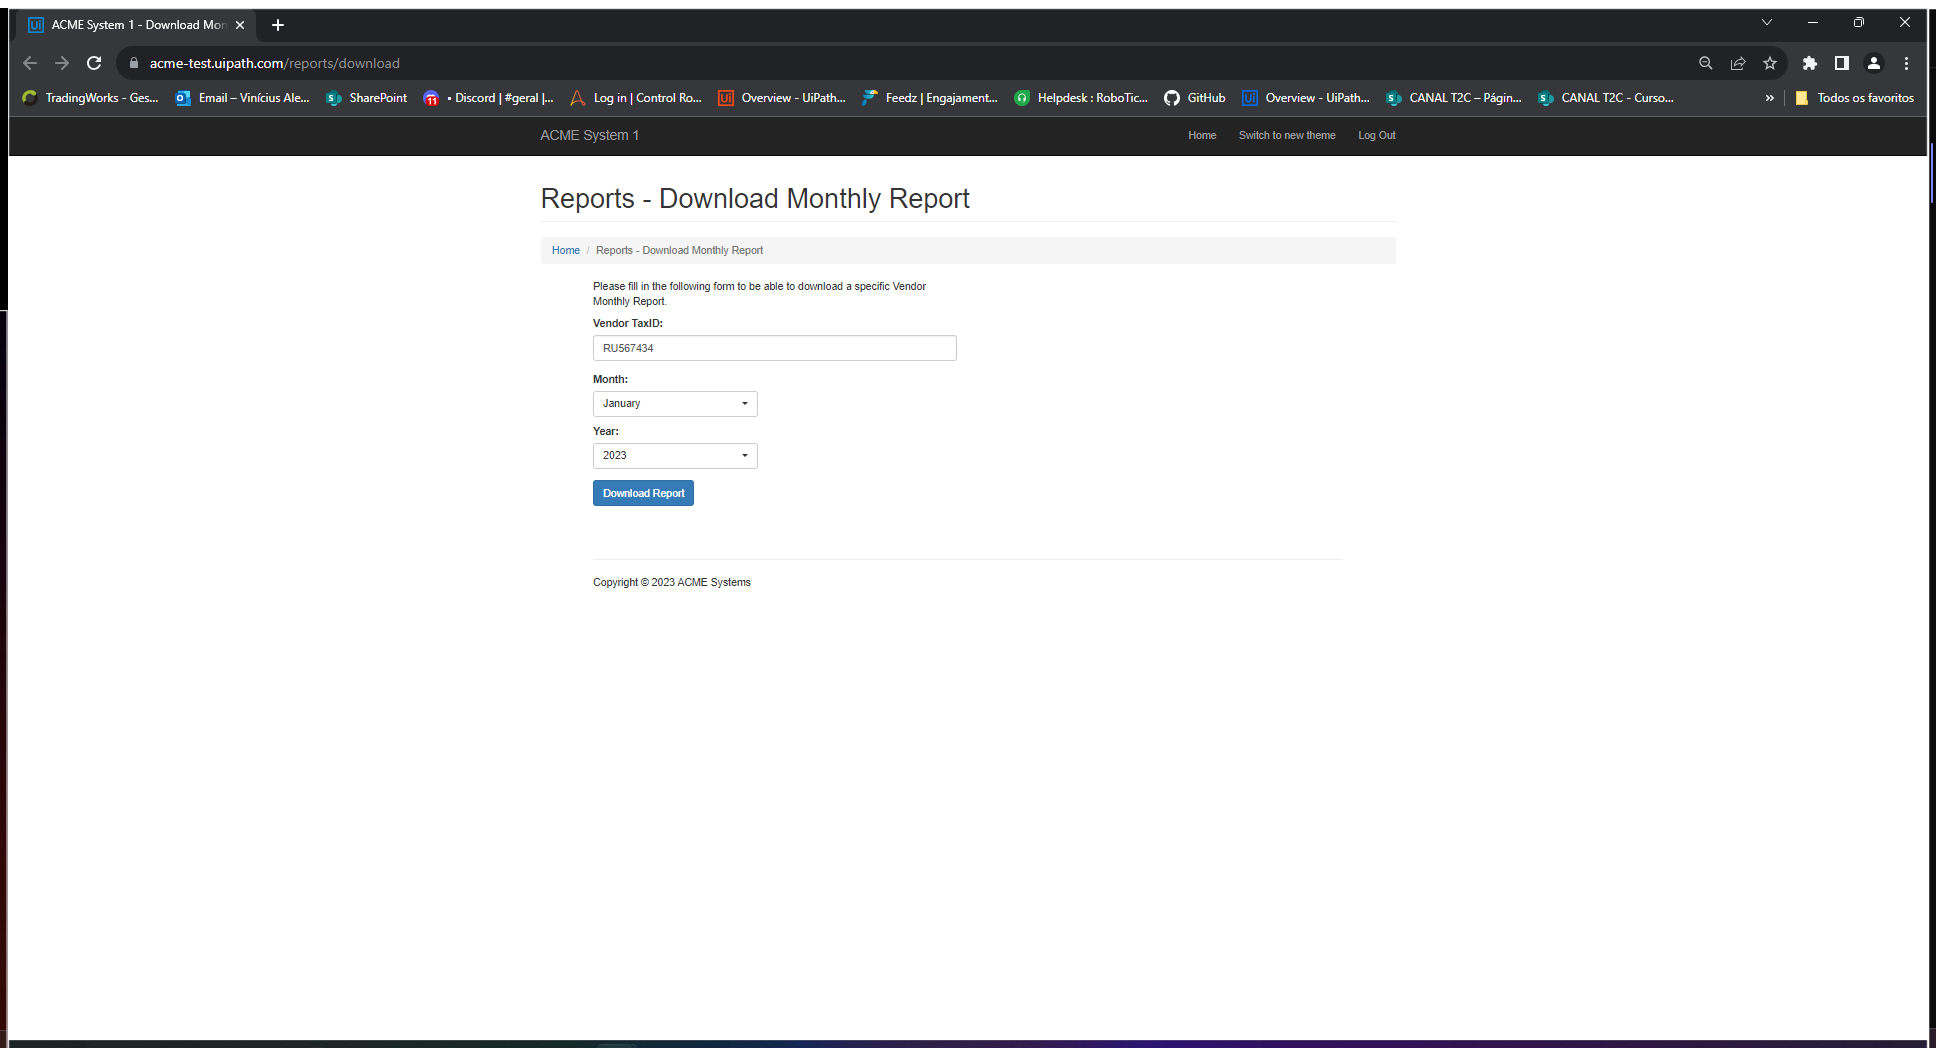 ACME System 1 - Download Mon
acme-test.uipath.com/reports/download
TradingWorks - Ges...
Email – Vinícius Ale...
SharePoint
• Discord | #geral |...
Log in | Control Ro...
Overview - UiPath...
Feedz | Engajament...
Helpdesk : RoboTic...
GitHub
Overview - UiPath...
CANAL T2C – Págin...
CANAL T2C - Curso...
»
Todos os favoritos
ACME System 1
Home
Switch to new theme
Log Out
Reports - Download Monthly Report
Home / Reports - Download Monthly Report
Please fill in the following form to be able to download a specific Vendor
Monthly Report.
Vendor TaxID:
RU567434
Month:
January
Year:
2023
Download Report
Copyright © 2023 ACME Systems